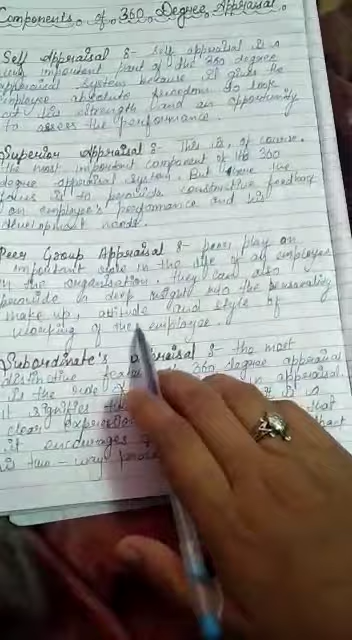 Components of 360 Degree Appraisal
Self Appraisal :- Self appraisal is a
very important part of the 360 degree
appraisal system because it gives the
employee absolute freedom to look
at his strength and an opportunity
to assess the performance.
Superior Appraisal :- This is, of course,
the most important component of the 360
degree appraisal system. But here the
focus is to provide constructive feedback
on employee's performance and his
development needs.
Peer Group Appraisal :- peers play an
important role in the life of an employee
in the organisation. they can also
provide a deep insight into the personality
make up, attitude and style of
working of the employee.
Subordinate's appraisal :- the most
distinctive 360 degree appraisal
is the role appraisal.
it signifies
clear expression that
it encourages
is two-way